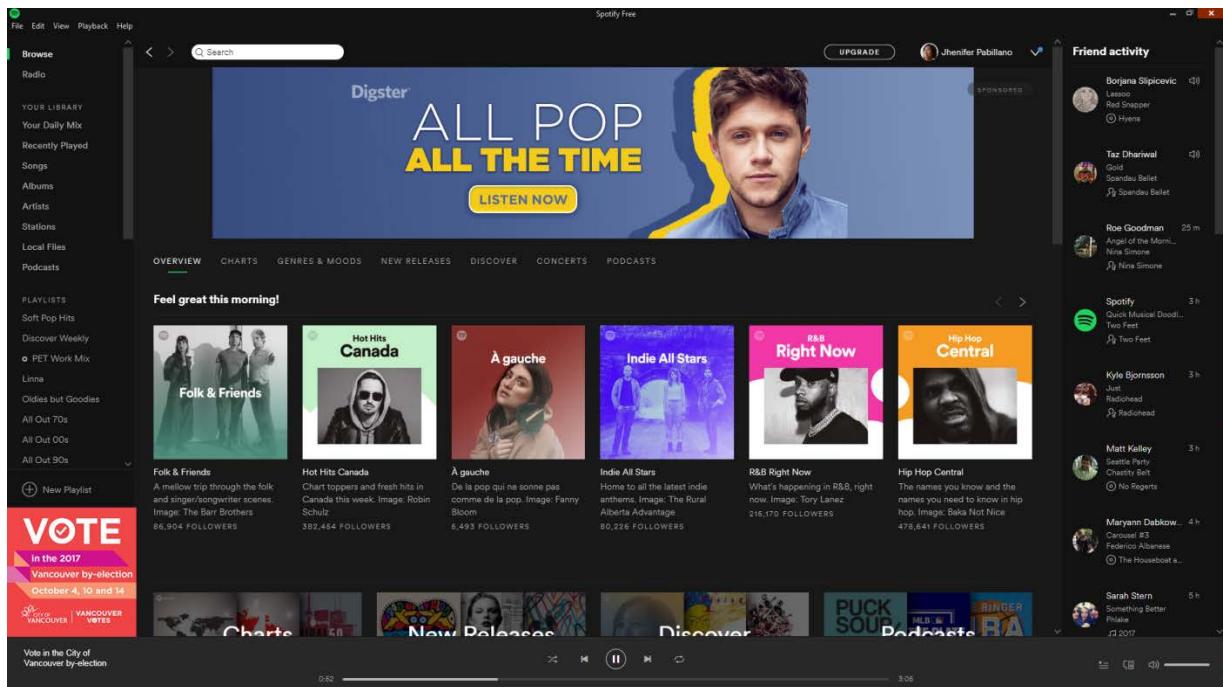 Spotify Free
File Edit View Playback Help
Browse
Radio
YOUR LIBRARY
Your Daily Mix
Recently Played
Songs
Albums
Artists
Stations
Local Files
Podcasts
PLAYLISTS
Soft Pop Hits
Discover Weekly
PET Work Mix
Linna
Oldies but Goodies
All Out 70s
All Out 00s
All Out 90s
New Playlist
VOTE
in the 2017
Vancouver by-election
October 4, 10 and 14
CITY OF VANCOUVER
VANCOUVER VOTES
Search
UPGRADE
Jhenifer Pabillano
Digster
SPONSORED
ALL POP
ALL THE TIME
LISTEN NOW
OVERVIEW CHARTS GENRES & MOODS NEW RELEASES DISCOVER CONCERTS PODCASTS
Feel great this morning!
Folk & Friends
Folk & Friends
A mellow trip through the folk
and singer/songwriter scenes.
Image: The Barr Brothers
86,904 FOLLOWERS
Hot Hits
Canada
Hot Hits Canada
Chart toppers and fresh hits in
Canada this week. Image: Robin
Schulz
382,454 FOLLOWERS
À gauche
À gauche
De la pop qui ne sonne pas
comme de la pop. Image: Fanny
Bloom
6,493 FOLLOWERS
Indie All Stars
Indie All Stars
Home to all the latest indie
anthems. Image: The Rural
Alberta Advantage
80,226 FOLLOWERS
R&B
Right Now
R&B Right Now
What's happening in R&B, right
now. Image: Tory Lanez
216,170 FOLLOWERS
Hip Hop
Central
Hip Hop Central
The names you know and the
names you need to know in hip
hop. Image: Baka Not Nice
478,641 FOLLOWERS
Charts
New Releases
Discover
PUCK
SOUP
MLB
RINGER
Podcasts
Friend activity
Borjana Slipicevic
Lassoo
Red Snapper
Hyena
Taz Dhariwal
Gold
Spandau Ballet
Spandau Ballet
Roe Goodman 25 m
Angel of the Morni...
Nina Simone
Nina Simone
Spotify 3 h
Quick Musical Doodl...
Two Feet
Two Feet
Kyle Bjornsson 3 h
Just
Radiohead
Radiohead
Matt Kelley 3 h
Seattle Party
Chastity Belt
No Regerts
Maryann Dabkow... 4 h
Carousel #3
Federico Albanese
The Houseboat a...
Sarah Stern 5 h
Something Better
Phlake
2017
Vote in the City of
Vancouver by-election
0:52
3:05